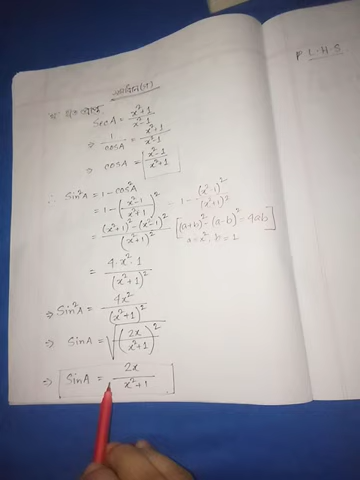 P L·H·S
সমাধান (গ)
SecA = x²+1 / x²-1
⇒ 1 / cosA = x²+1 / x²-1
⇒ cosA = x²-1 / x²+1
∴ Sin²A = 1 - cos²A
= 1 - (x²-1 / x²+1)² = 1 - (x²-1)² / (x²+1)²
= (x²+1)² - (x²-1)² / (x²+1)² [(a+b)² - (a-b)² = 4ab]
a = x², b = 1
= 4·x²·1 / (x²+1)²
⇒ Sin²A = 4x² / (x²+1)²
⇒ SinA = √(2x / x²+1)²
⇒ SinA = 2x / x²+1